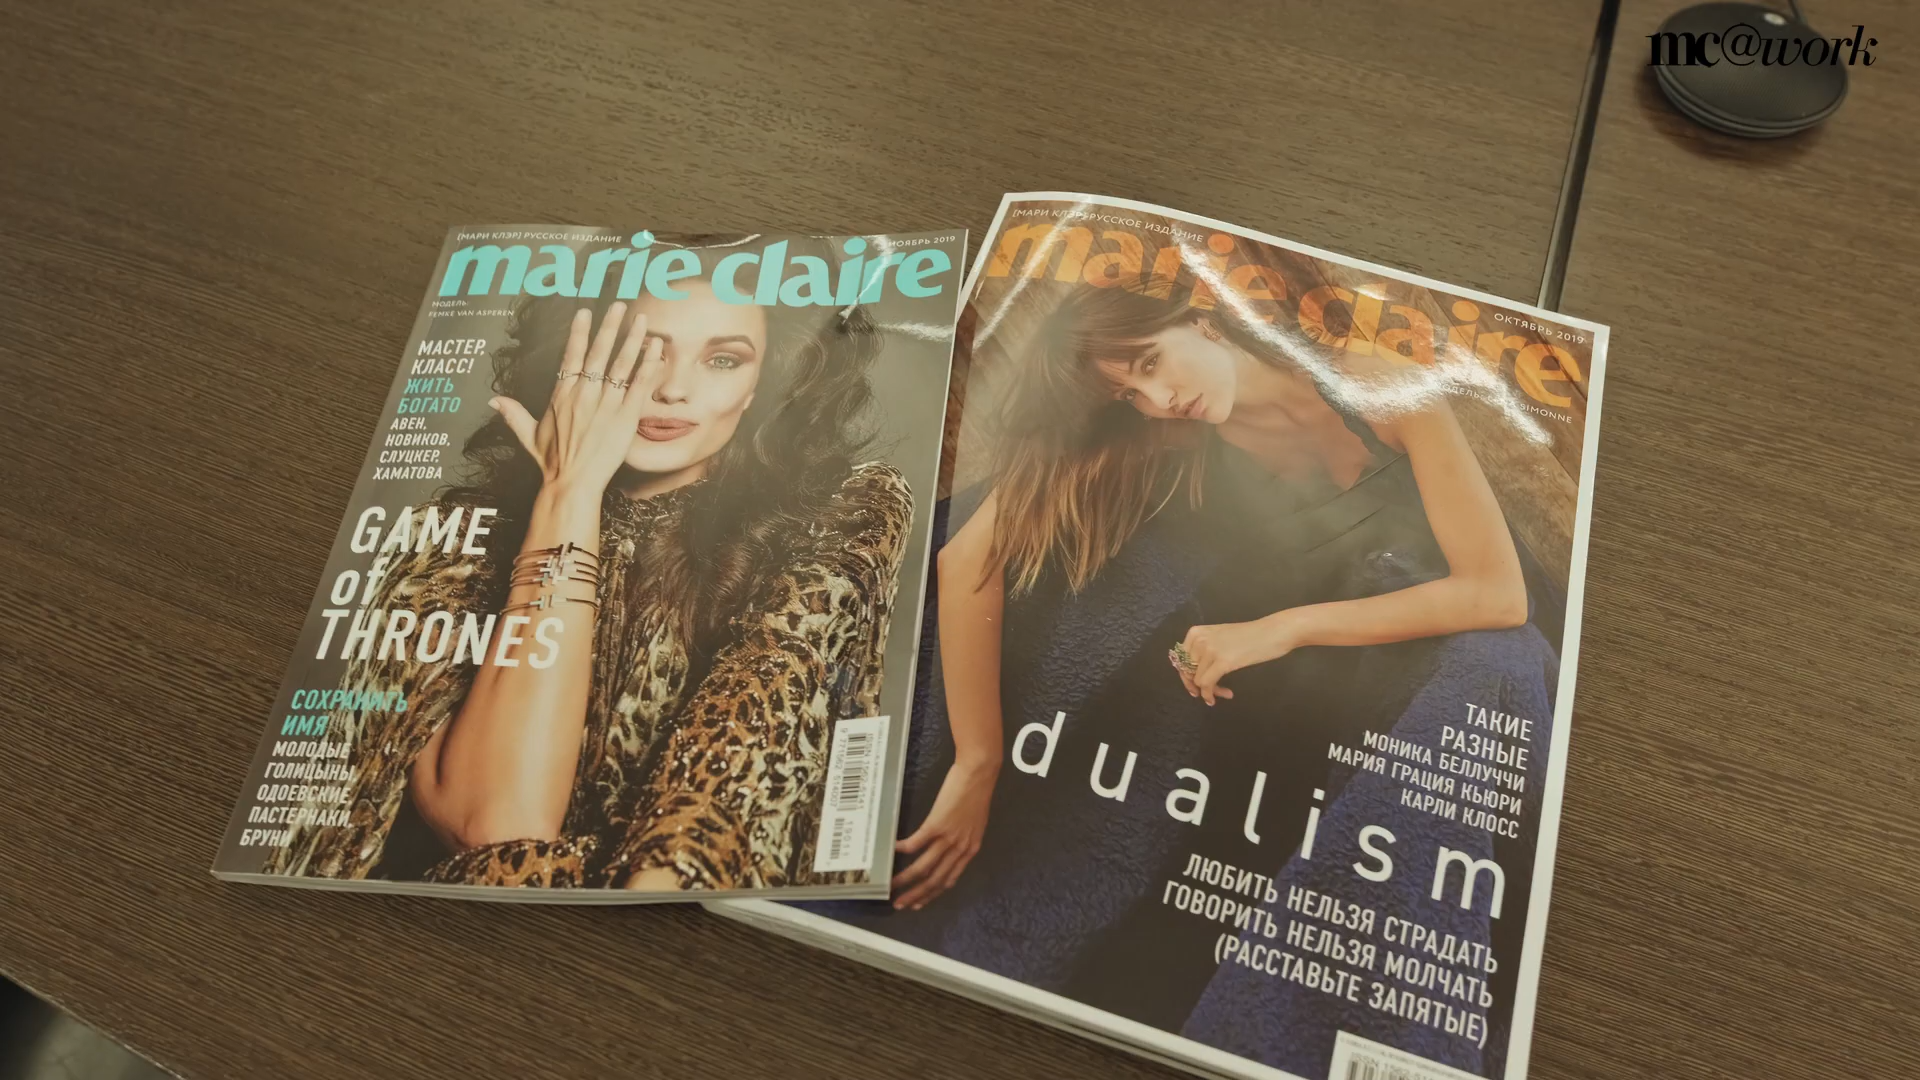 mc@work
[МАРИ КЛЭР] РУССКОЕ ИЗДАНИЕ
НОЯБРЬ 2019
marie claire
МОДЕЛЬ:
FEMKE VAN ASPEREN
МАСТЕР,
КЛАСС!
ЖИТЬ
БОГАТО
АВЕН,
НОВИКОВ,
СЛУЦКЕР,
ХАМАТОВА
GAME
of
THRONES
СОХРАНИТЬ
ИМЯ
МОЛОДЫЕ
ГОЛИЦЫНЫ,
ОДОЕВСКИЕ,
ПАСТЕРНАКИ,
БРУНИ
[МАРИ КЛЭР] РУССКОЕ ИЗДАНИЕ
marie claire
ОКТЯБРЬ 2019
SIMONNE
ТАКИЕ
РАЗНЫЕ
МОНИКА БЕЛЛУЧЧИ
МАРИЯ ГРАЦИЯ КЬЮРИ
КАРЛИ КЛОСС
dualism
ЛЮБИТЬ НЕЛЬЗЯ СТРАДАТЬ
ГОВОРИТЬ НЕЛЬЗЯ МОЛЧАТЬ
(РАССТАВЬТЕ ЗАПЯТЫЕ)